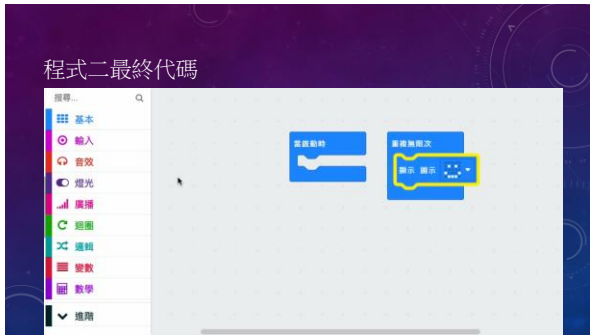 程式二最終代碼
搜尋...
基本
輸入
音效
燈光
廣播
迴圈
邏輯
變數
數學
進階
當啟動時
重複無限次
顯示 圖示